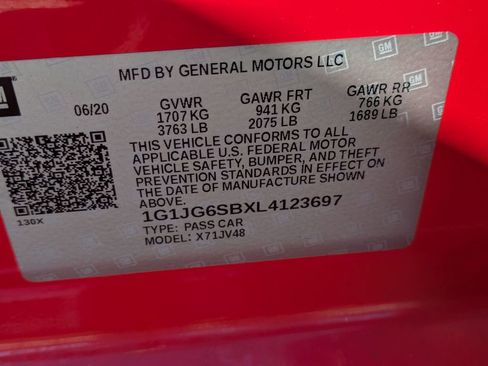 MFD BY GENERAL MOTORS LLC
GM
06/20 GVWR GAWR FRT GAWR RR
1707 KG 941 KG 766 KG
3763 LB 2075 LB 1689 LB
THIS VEHICLE CONFORMS TO ALL
APPLICABLE U.S. FEDERAL MOTOR
VEHICLE SAFETY, BUMPER, AND THEFT
PREVENTION STANDARDS IN EFFECT ON
THE DATE OF MANUFACTURE SHOWN
ABOVE.
136X
1G1JG6SBXL4123697
TYPE: PASS CAR
MODEL: X71JV48